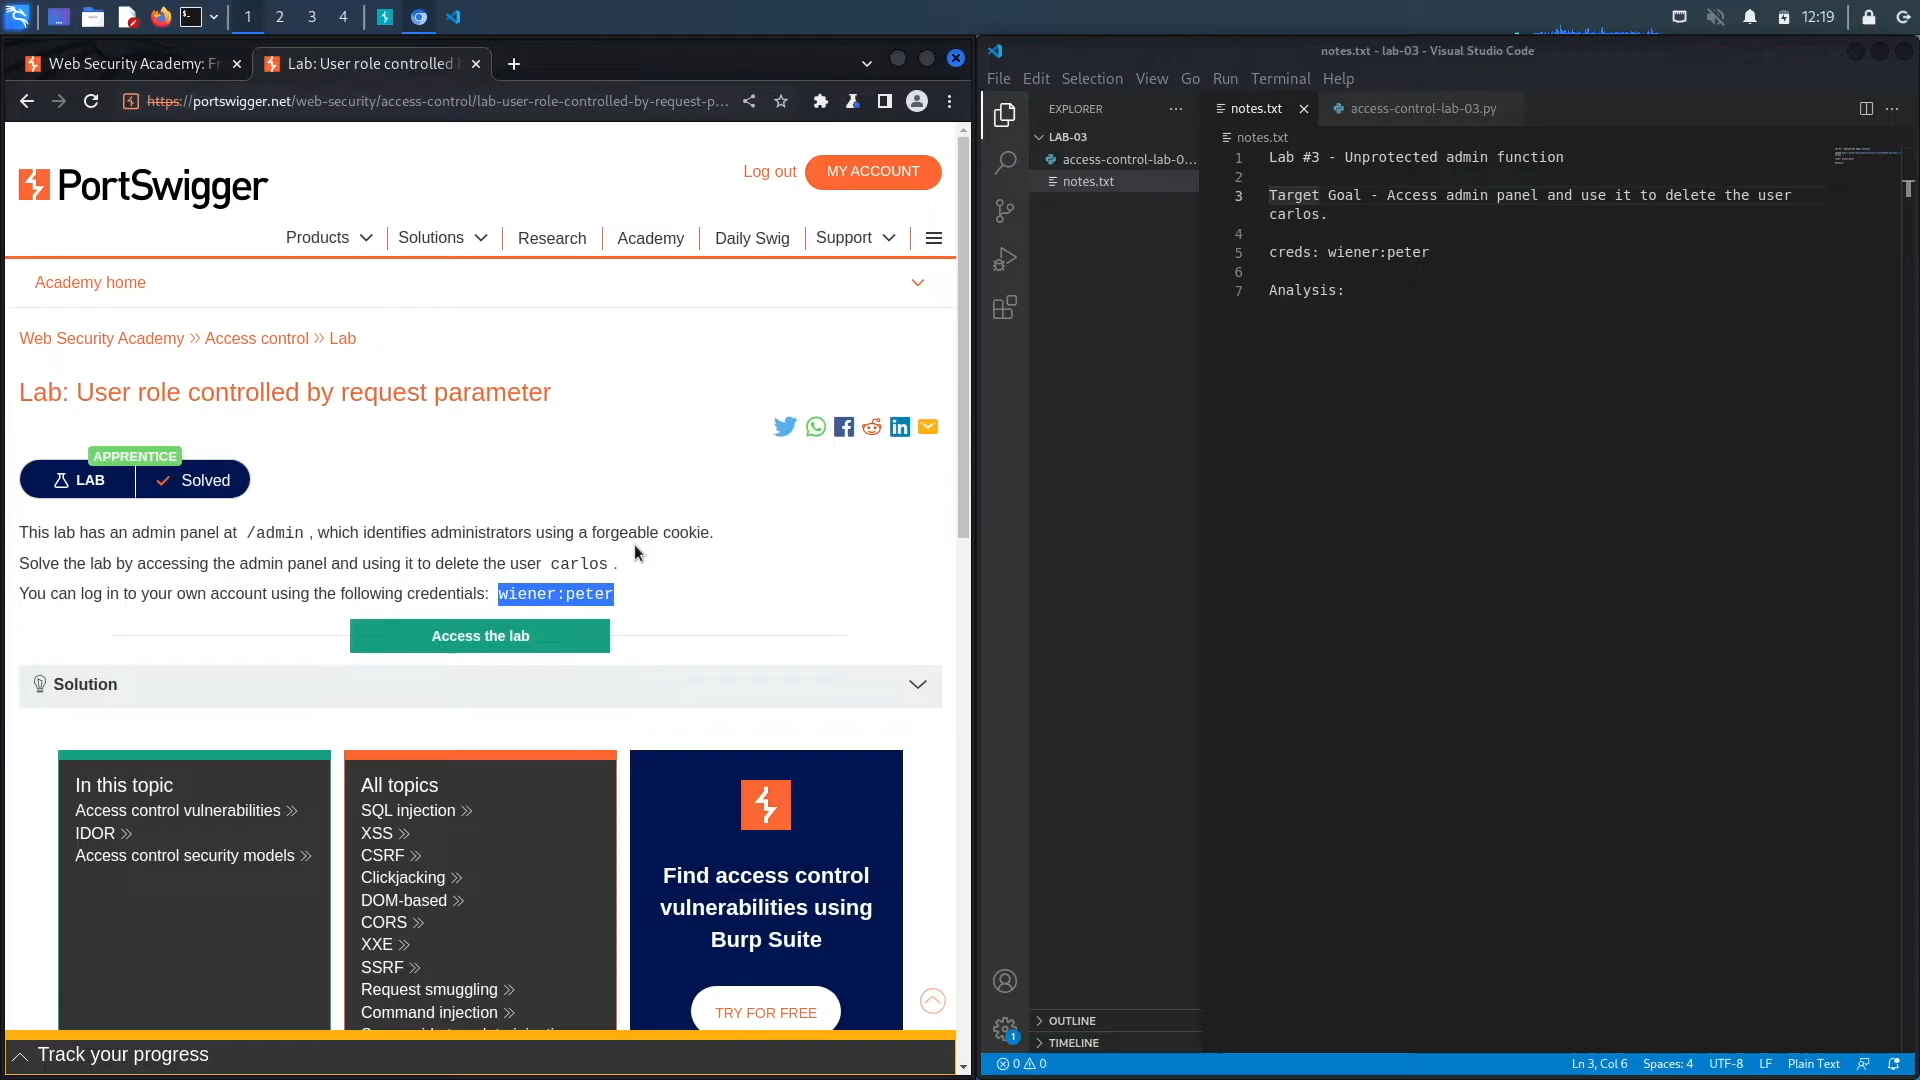 1
2
3
4
12:19
Web Security Academy: Fr
Lab: User role controlled
https://portswigger.net/web-security/access-control/lab-user-role-controlled-by-request-p...
PortSwigger
Log out
MY ACCOUNT
Products
Solutions
Research
Academy
Daily Swig
Support
Academy home
Web Security Academy
Access control
Lab
Lab: User role controlled by request parameter
APPRENTICE
LAB
Solved
This lab has an admin panel at /admin , which identifies administrators using a forgeable cookie.
Solve the lab by accessing the admin panel and using it to delete the user carlos .
You can log in to your own account using the following credentials: wiener:peter
Access the lab
Solution
In this topic
Access control vulnerabilities
IDOR
Access control security models
All topics
SQL injection
XSS
CSRF
Clickjacking
DOM-based
CORS
XXE
SSRF
Request smuggling
Command injection
Find access control
vulnerabilities using
Burp Suite
TRY FOR FREE
Track your progress
notes.txt - lab-03 - Visual Studio Code
File Edit Selection View Go Run Terminal Help
EXPLORER
LAB-03
access-control-lab-0...
notes.txt
OUTLINE
TIMELINE
1
notes.txt
access-control-lab-03.py
notes.txt
1 Lab #3 - Unprotected admin function
2
3 Target Goal - Access admin panel and use it to delete the user
carlos.
4
5 creds: wiener:peter
6
7 Analysis:
0 0
Ln 3, Col 6
Spaces: 4
UTF-8
LF
Plain Text